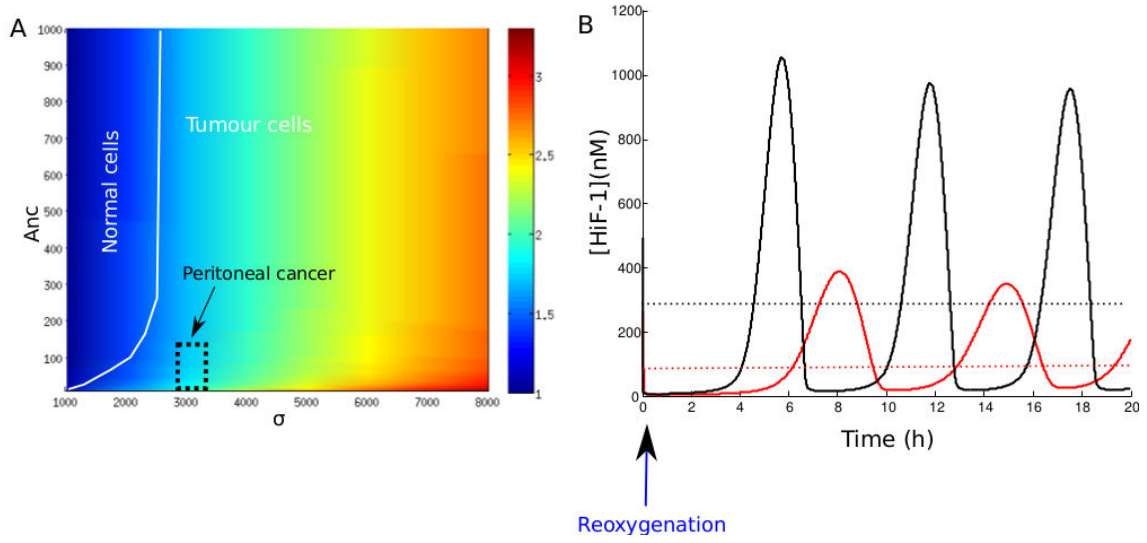 A
1000
900
800
700
600
500
400
300
200
100
Anc
Normal cells
Tumour cells
Peritoneal cancer
1000 2000 3000 4000 5000 6000 7000 8000
σ
3
2.5
2
1.5
1
B
1200
1000
800
600
400
200
0
[HiF-1](nM)
0 2 4 6 8 10 12 14 16 18 20
Time (h)
Reoxygenation